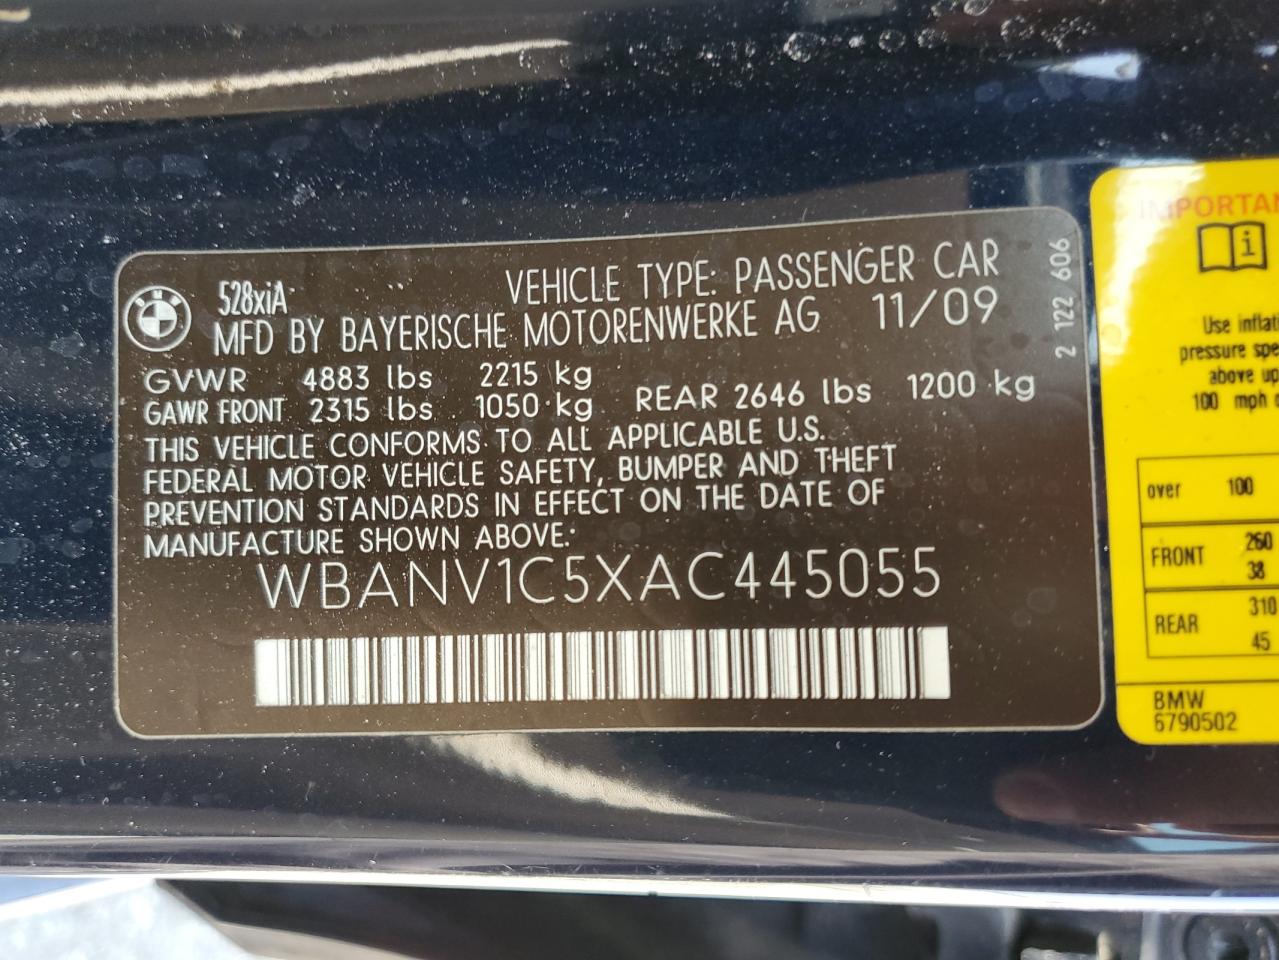 BMW
528xiA
VEHICLE TYPE: PASSENGER CAR
MFD BY BAYERISCHE MOTORENWERKE AG 11/09
GVWR 4883 lbs 2215 kg
GAWR FRONT 2315 lbs 1050 kg REAR 2646 lbs 1200 kg
THIS VEHICLE CONFORMS TO ALL APPLICABLE U.S.
FEDERAL MOTOR VEHICLE SAFETY, BUMPER AND THEFT
PREVENTION STANDARDS IN EFFECT ON THE DATE OF
MANUFACTURE SHOWN ABOVE.
WBANV1C5XAC445055
2 122 606
Use
pressure
above
100 mph
over 100
FRONT 260
38
REAR 310
45
BMW
6790502